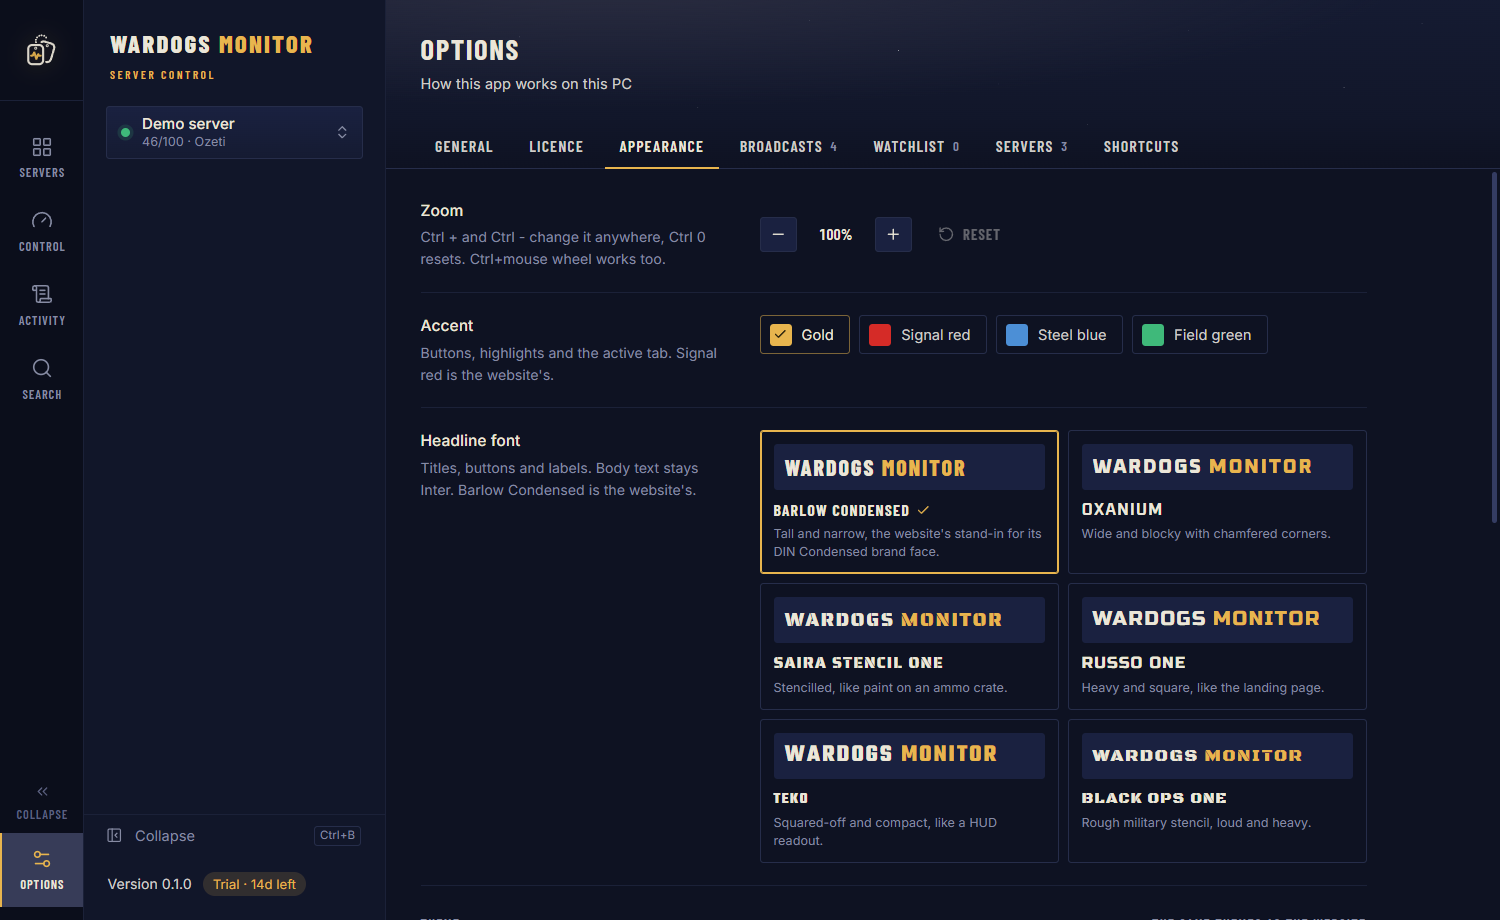 WARDOGS MONITOR
SERVER CONTROL
Demo server
46/100 · Ozeti
SERVERS
CONTROL
ACTIVITY
SEARCH
COLLAPSE
OPTIONS
Collapse
Ctrl+B
Version 0.1.0
Trial · 14d left
OPTIONS
How this app works on this PC
GENERAL
LICENCE
APPEARANCE
BROADCASTS 4
WATCHLIST 0
SERVERS 3
SHORTCUTS
Zoom
Ctrl + and Ctrl - change it anywhere, Ctrl 0
resets. Ctrl+mouse wheel works too.
100%
RESET
Accent
Buttons, highlights and the active tab. Signal
red is the website's.
Gold
Signal red
Steel blue
Field green
Headline font
Titles, buttons and labels. Body text stays
Inter. Barlow Condensed is the website's.
WARDOGS MONITOR
BARLOW CONDENSED
Tall and narrow, the website's stand-in for its
DIN Condensed brand face.
WARDOGS MONITOR
OXANIUM
Wide and blocky with chamfered corners.
WARDOGS MONITOR
SAIRA STENCIL ONE
Stencilled, like paint on an ammo crate.
WARDOGS MONITOR
RUSSO ONE
Heavy and square, like the landing page.
WARDOGS MONITOR
TEKO
Squared-off and compact, like a HUD
readout.
WARDOGS MONITOR
BLACK OPS ONE
Rough military stencil, loud and heavy.